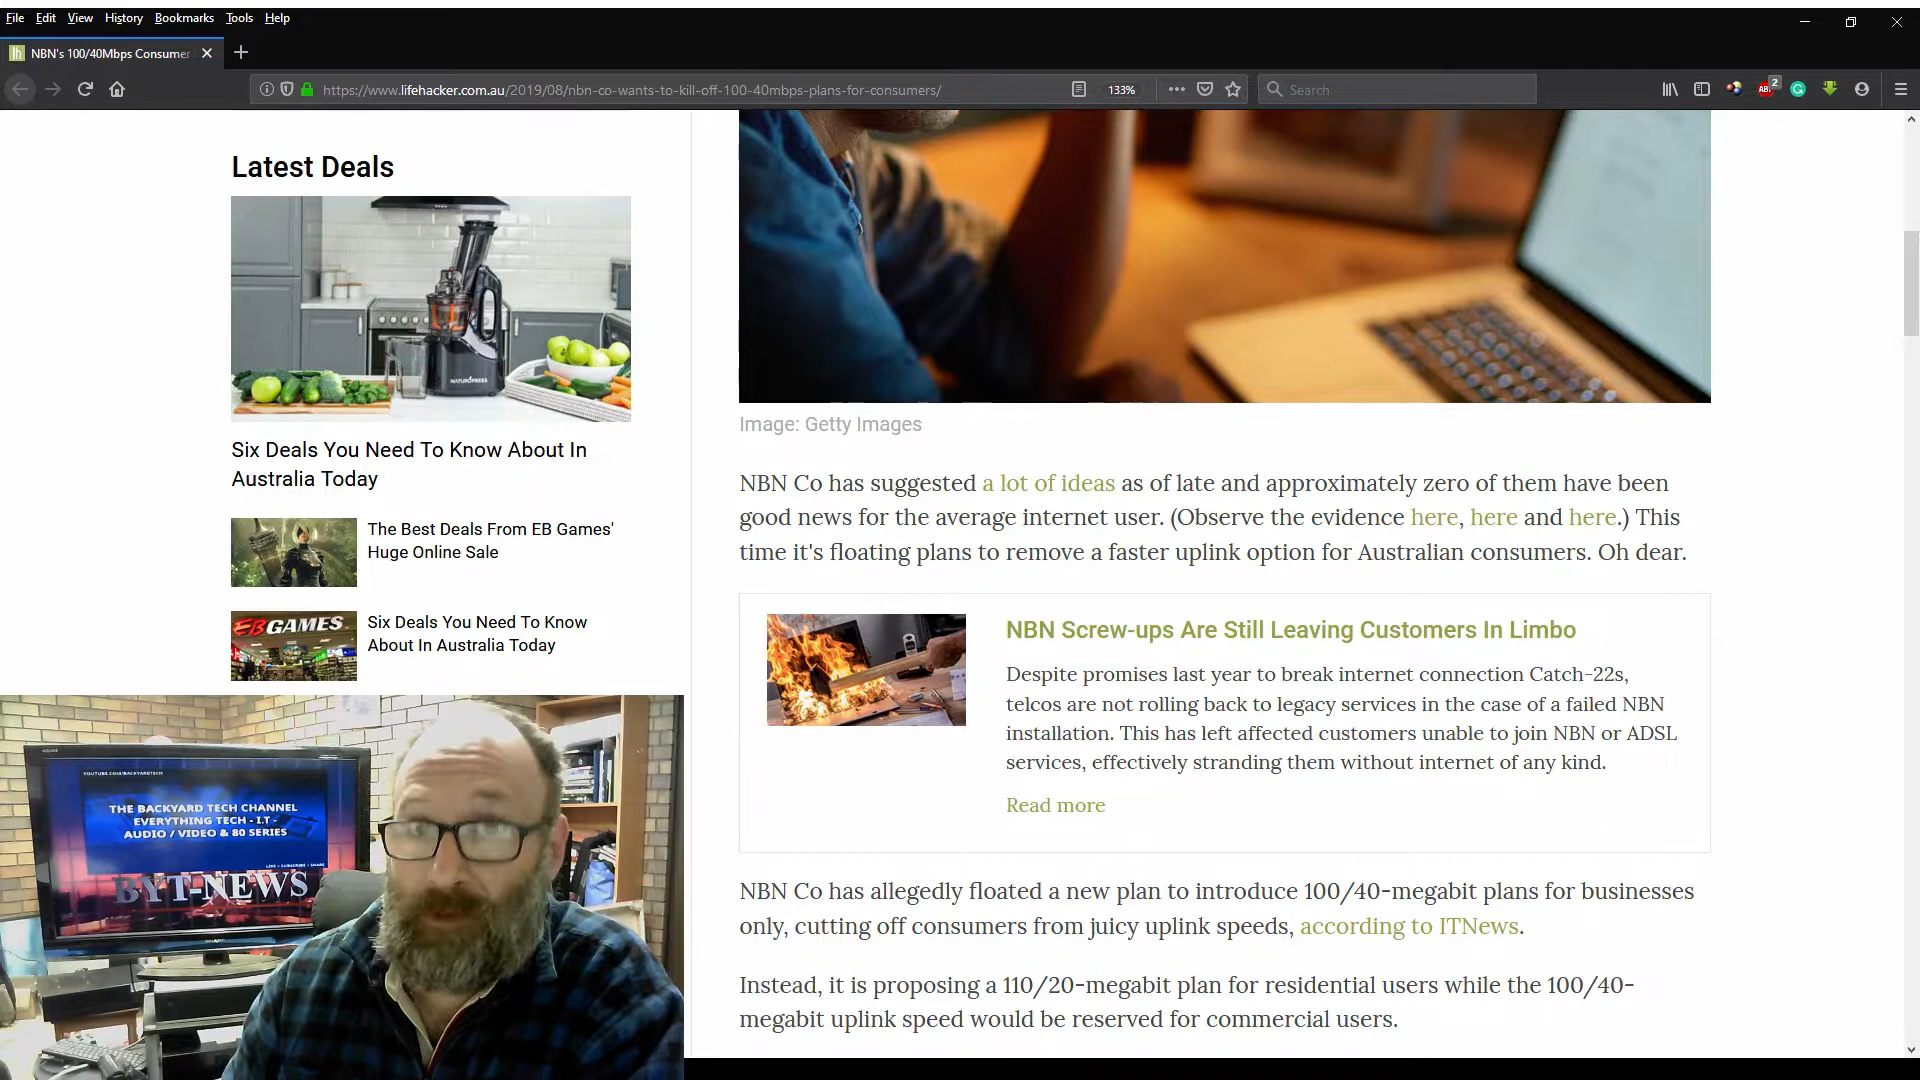 File Edit View History Bookmarks Tools Help
NBN's 100/40Mbps Consumer
https://www.lifehacker.com.au/2019/08/nbn-co-wants-to-kill-off-100-40mbps-plans-for-consumers/
133%
Search
ABP
2
Latest Deals
NATUROPRESS
Six Deals You Need To Know About In
Australia Today
The Best Deals From EB Games'
Huge Online Sale
EB GAMES
Six Deals You Need To Know
About In Australia Today
Image: Getty Images
NBN Co has suggested a lot of ideas as of late and approximately zero of them have been
good news for the average internet user. (Observe the evidence here, here and here.) This
time it's floating plans to remove a faster uplink option for Australian consumers. Oh dear.
NBN Screw-ups Are Still Leaving Customers In Limbo
Despite promises last year to break internet connection Catch-22s,
telcos are not rolling back to legacy services in the case of a failed NBN
installation. This has left affected customers unable to join NBN or ADSL
services, effectively stranding them without internet of any kind.
Read more
NBN Co has allegedly floated a new plan to introduce 100/40-megabit plans for businesses
only, cutting off consumers from juicy uplink speeds, according to ITNews.
Instead, it is proposing a 110/20-megabit plan for residential users while the 100/40-
megabit uplink speed would be reserved for commercial users.
YOUTUBE.COM/BACKYARDTECH
THE BACKYARD TECH CHANNEL
EVERYTHING TECH - I.T -
AUDIO / VIDEO & 80 SERIES
LIKE - SUBSCRIBE - SHARE
BYT-NEWS
SHARP